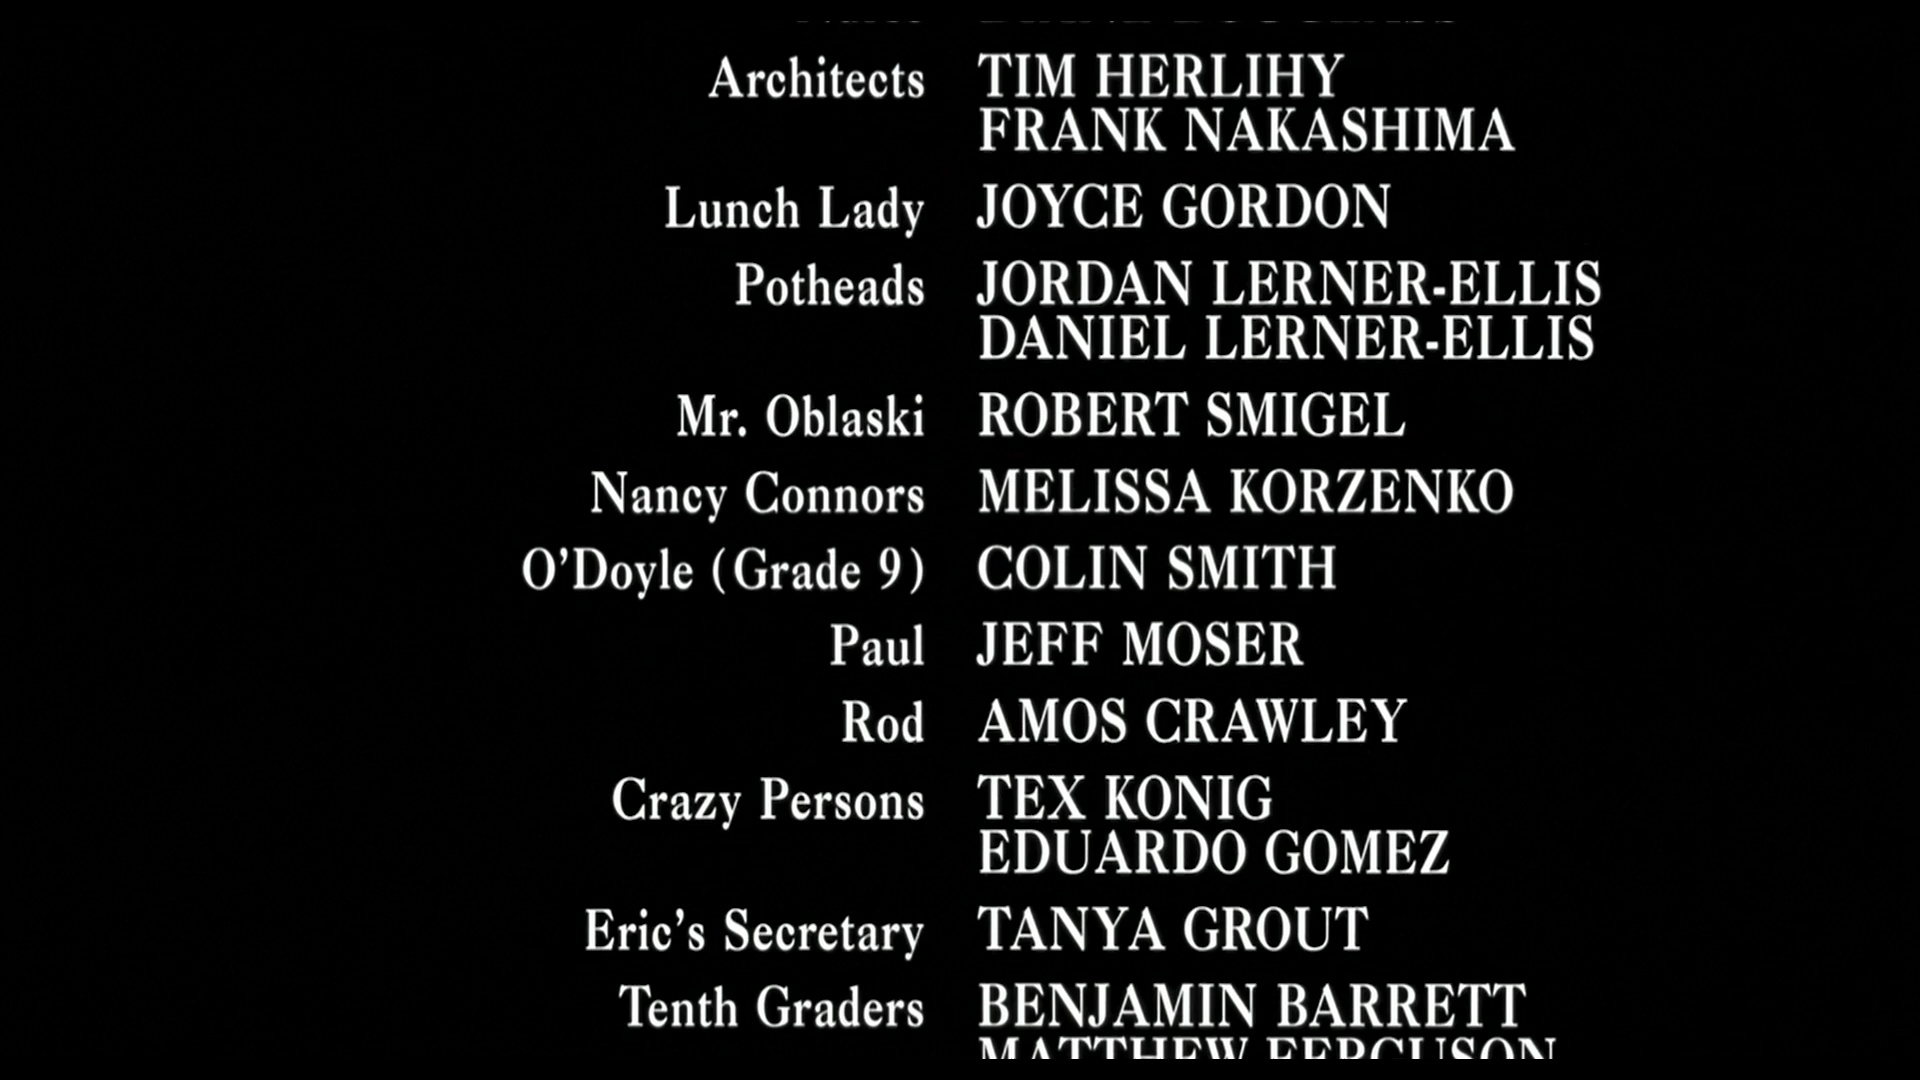 Architects TIM HERLIHY
FRANK NAKASHIMA
Lunch Lady JOYCE GORDON
Potheads JORDAN LERNER-ELLIS
DANIEL LERNER-ELLIS
Mr. Oblaski ROBERT SMIGEL
Nancy Connors MELISSA KORZENKO
O’Doyle (Grade 9) COLIN SMITH
Paul JEFF MOSER
Rod AMOS CRAWLEY
Crazy Persons TEX KONIG
EDUARDO GOMEZ
Eric’s Secretary TANYA GROUT
Tenth Graders BENJAMIN BARRETT
MATTHEW FERGUSON